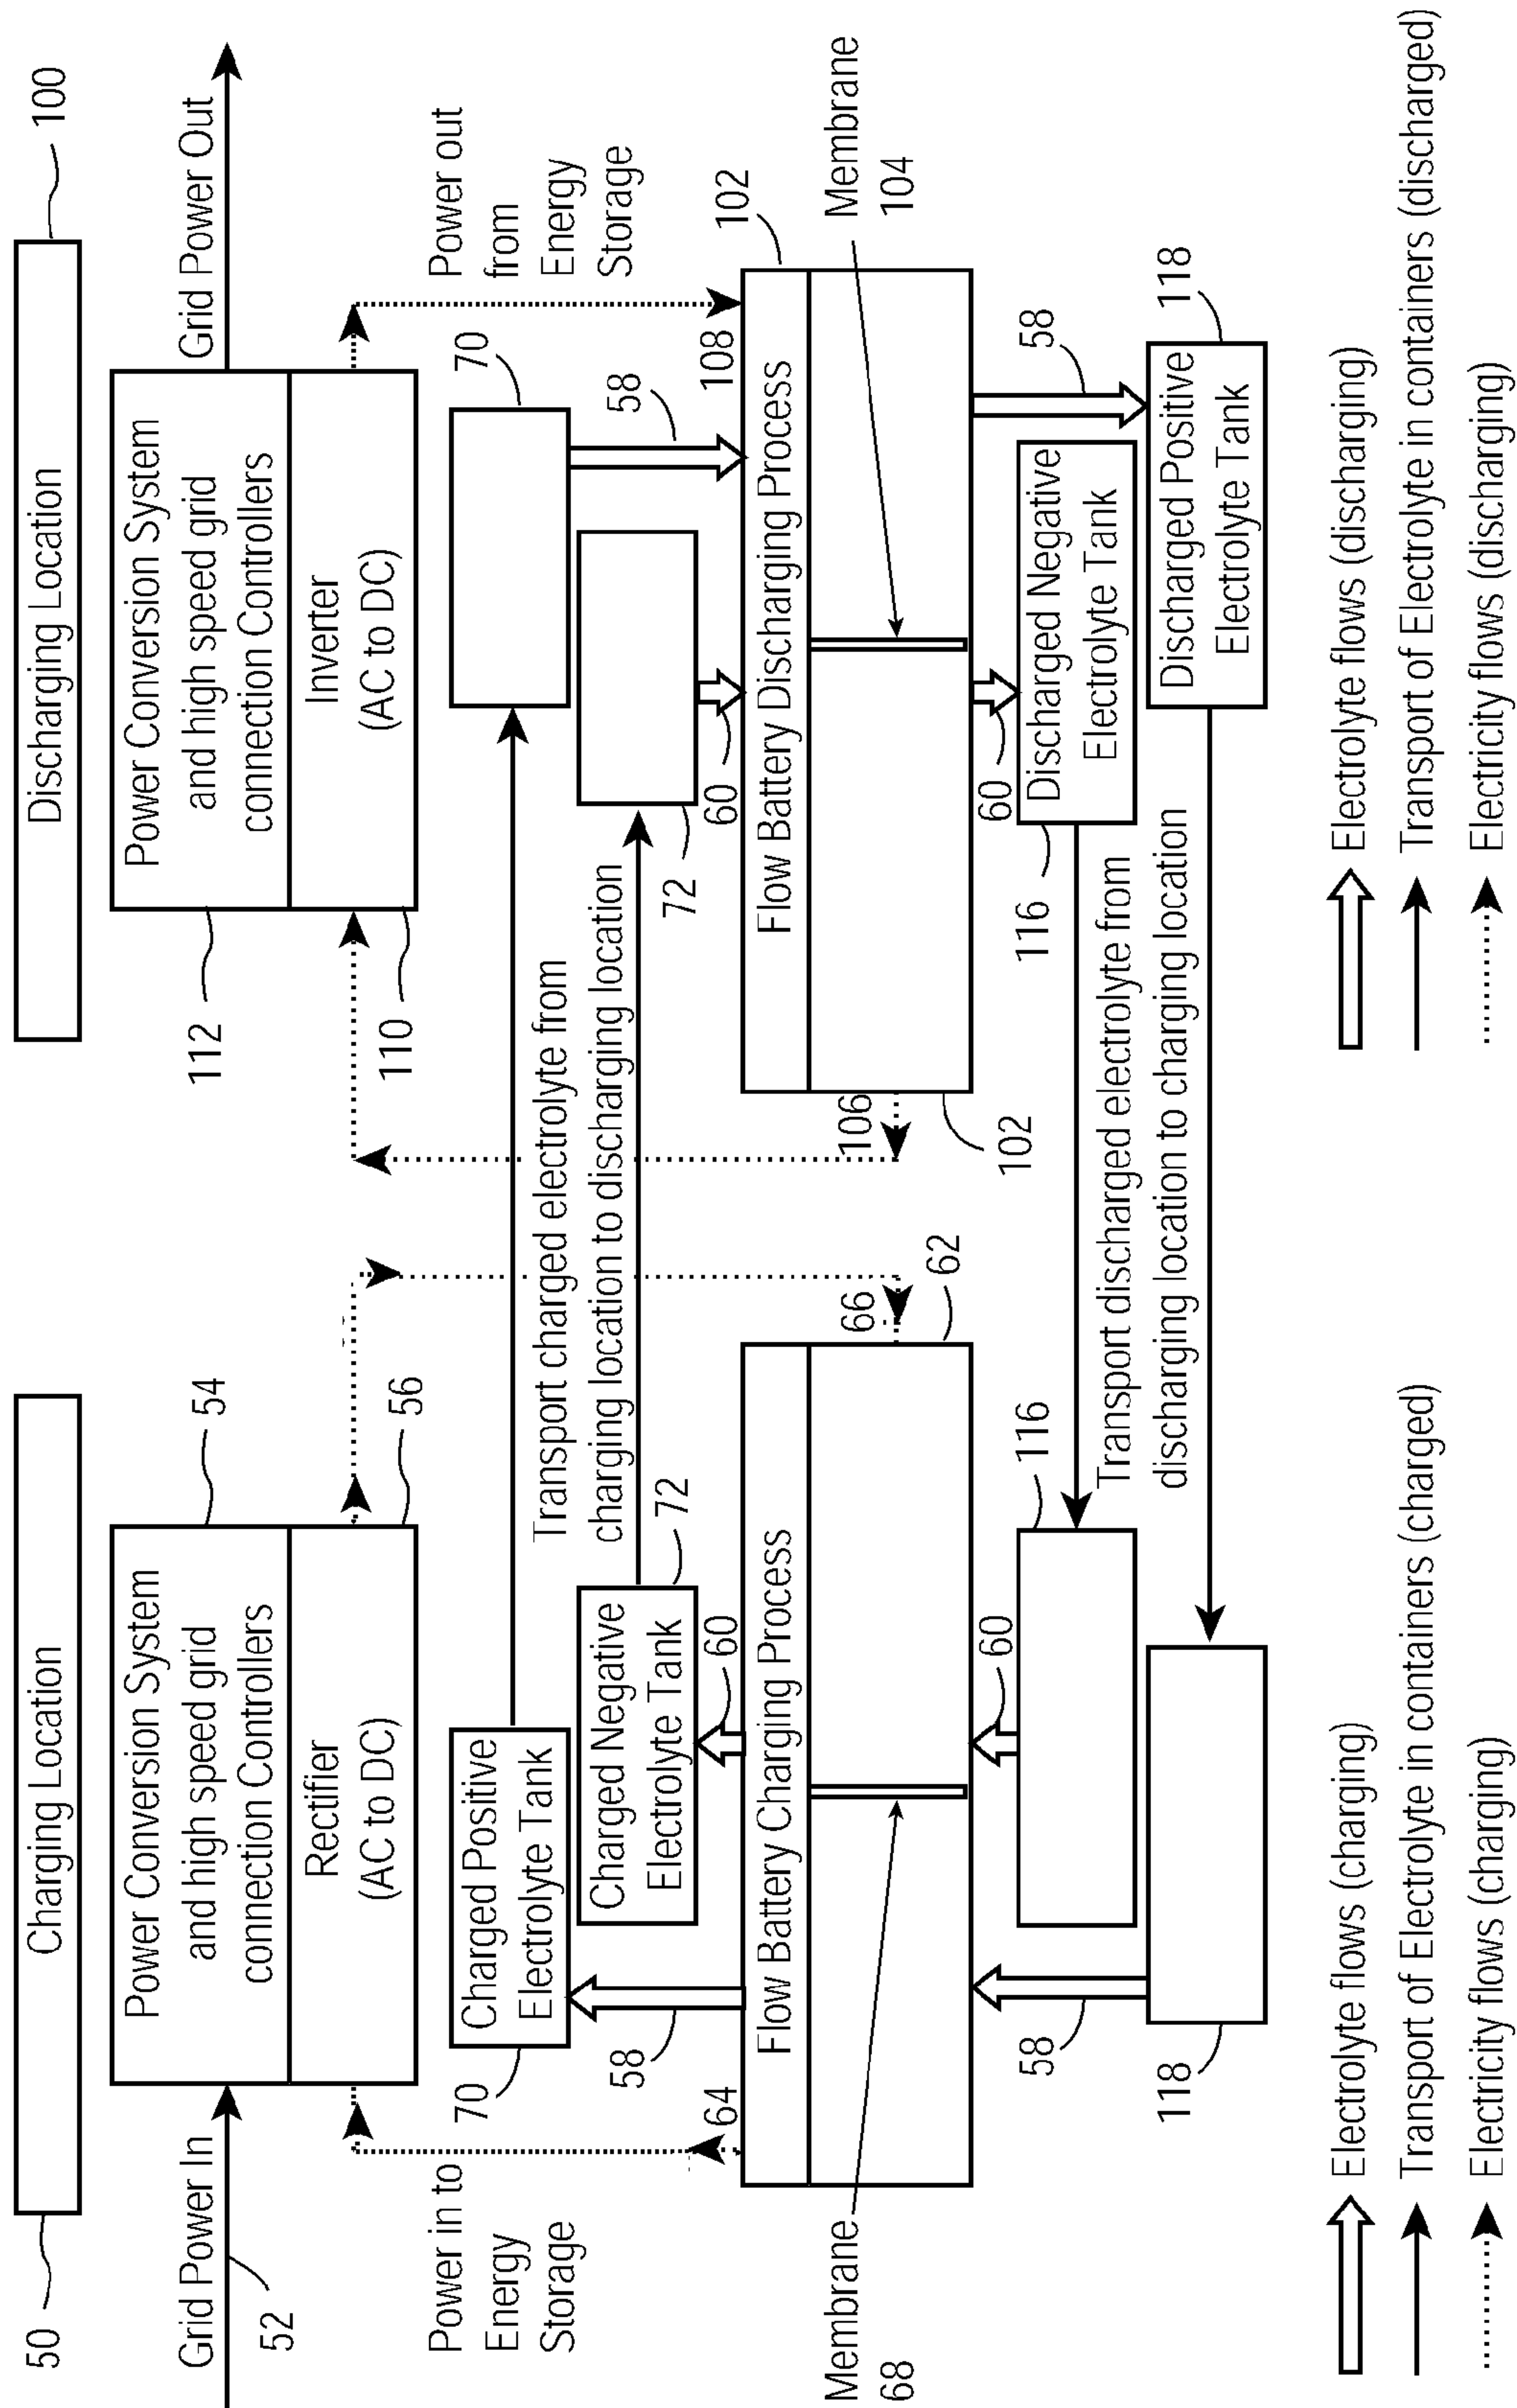 Charging Location
50
Grid Power In
52
Power Conversion System
and high speed grid
connection Controllers
54
Rectifier
(AC to DC)
56
Power in to
Energy
Storage
64
70
Charged Positive
Electrolyte Tank
58
Charged Negative
Electrolyte Tank
72
60
Flow Battery Charging Process
66
62
Membrane
68
60
116
58
118
Transport charged electrolyte from
charging location to discharging location
Transport discharged electrolyte from
discharging location to charging location
Discharging Location
100
Grid Power Out
Power Conversion System
and high speed grid
connection Controllers
112
Inverter
(AC to DC)
110
Power out
from
Energy
Storage
70
58
72
60
108
102
Flow Battery Discharging Process
106
102
Membrane
104
60
58
116
Discharged Negative
Electrolyte Tank
118
Discharged Positive
Electrolyte Tank
Electrolyte flows (charging)
Transport of Electrolyte in containers (charged)
Electricity flows (charging)
Electrolyte flows (discharging)
Transport of Electrolyte in containers (discharged)
Electricity flows (discharging)